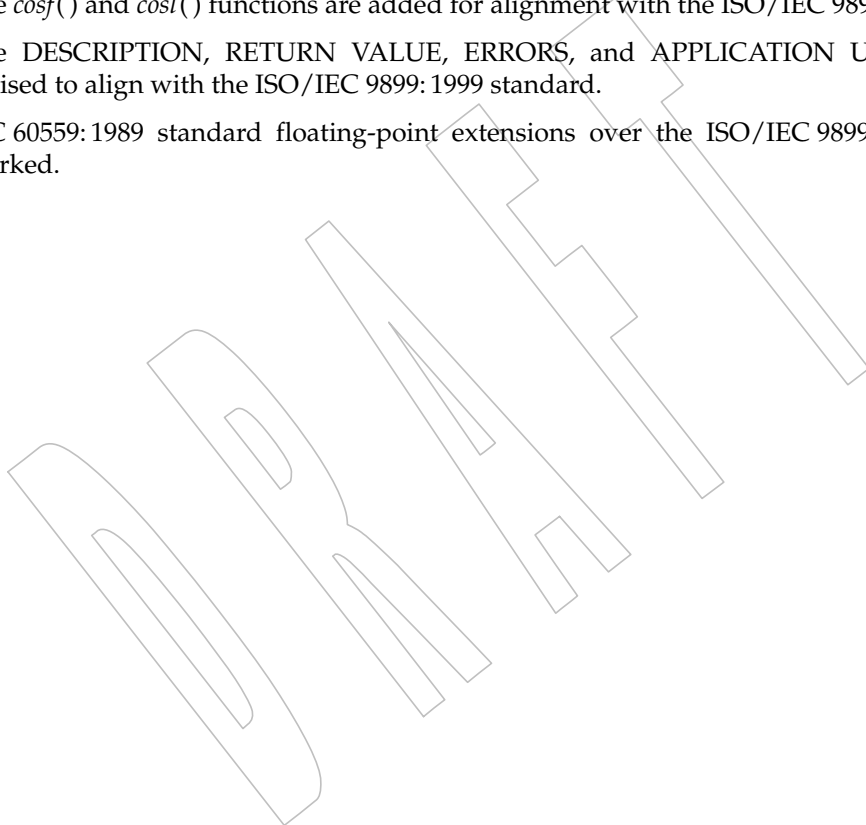 e cosf( ) and cosl( ) functions are added for alignment with the ISO/IEC 989
e DESCRIPTION, RETURN VALUE, ERRORS, and APPLICATION U
ised to align with the ISO/IEC 9899: 1999 standard.
C 60559: 1989 standard floating-point extensions over the ISO/IEC 9899
rked.
DRAFT